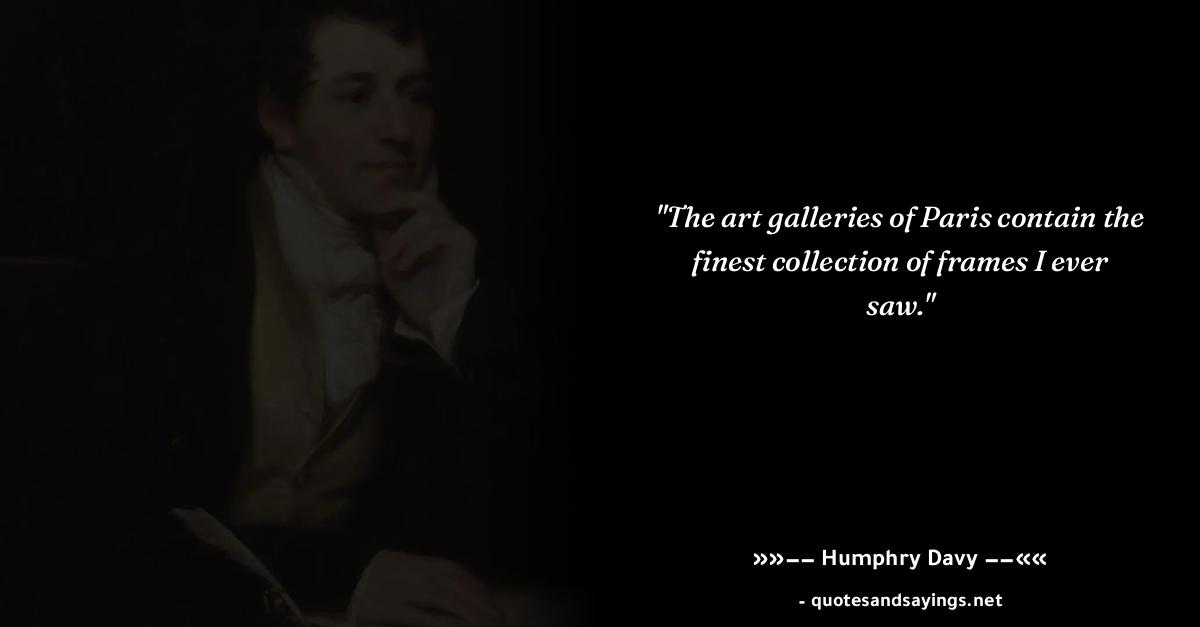 "The art galleries of Paris contain the
finest collection of frames I ever
saw."
»»−− Humphry Davy −−««
- quotesandsayings.net